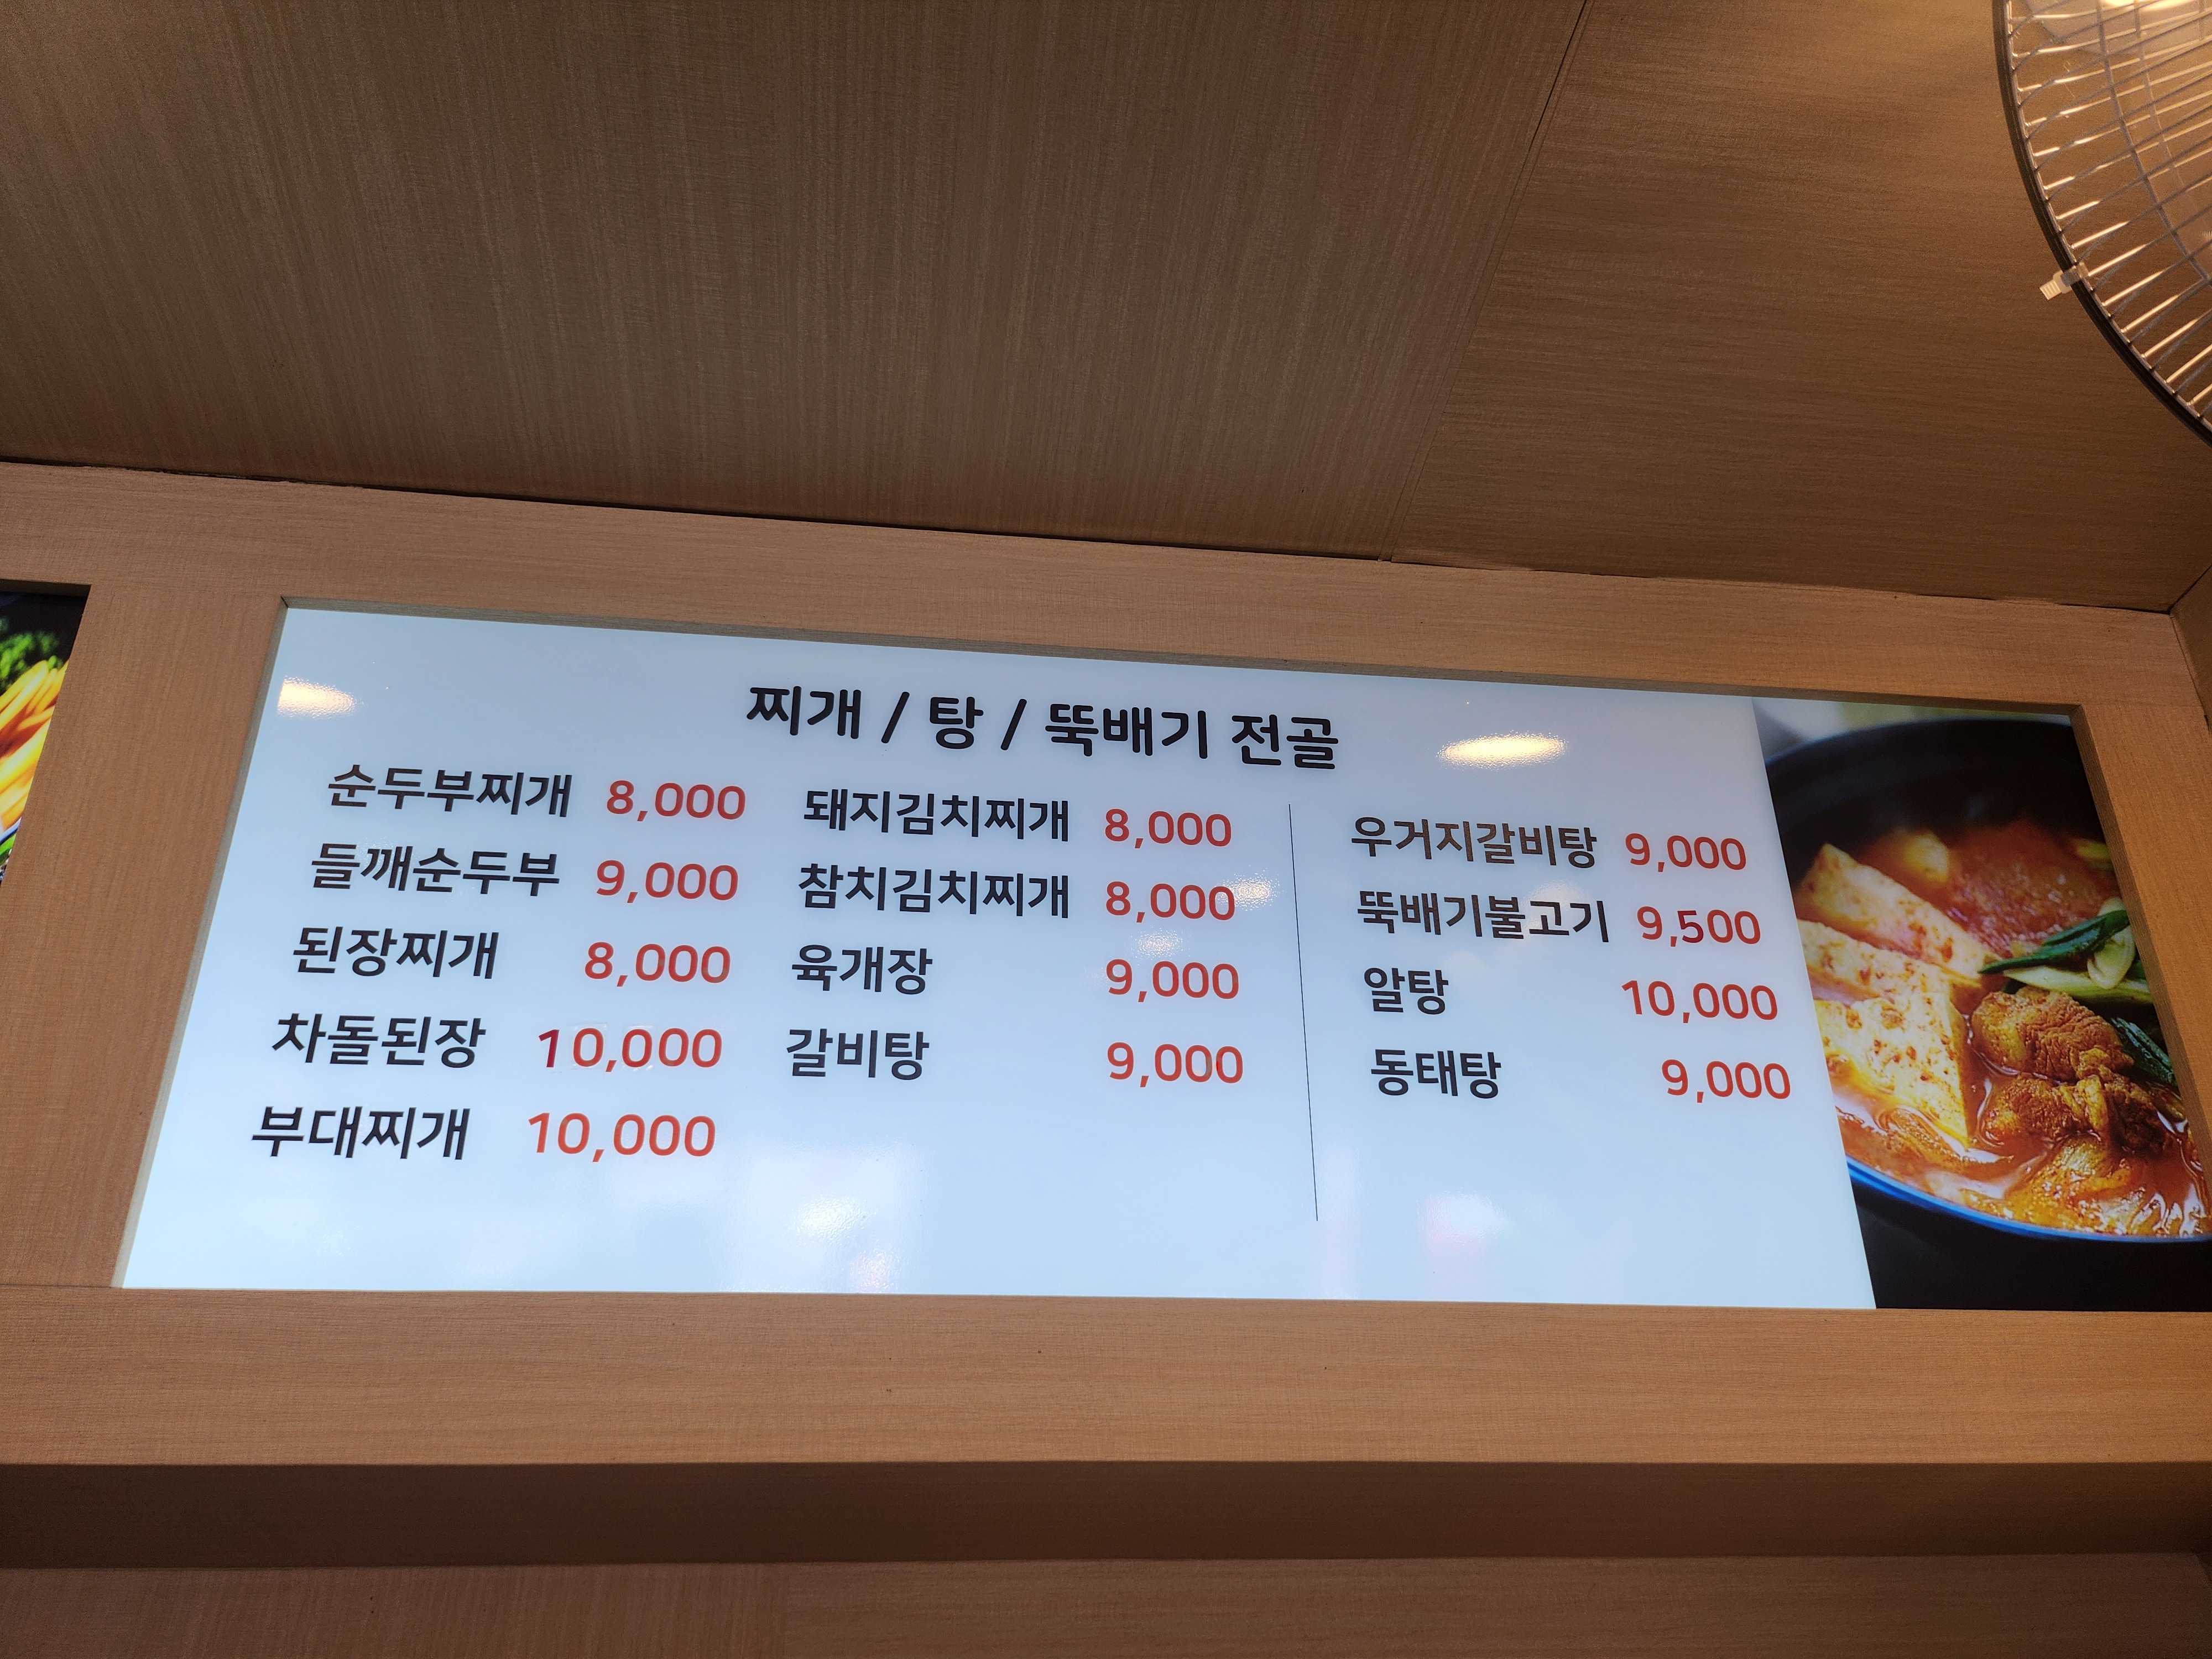 찌개 / 탕 / 뚝배기 전골
순두부찌개 8,000
들깨순두부 9,000
된장찌개 8,000
차돌된장 10,000
부대찌개 10,000
돼지김치찌개 8,000
참치김치찌개 8,000
육개장 9,000
갈비탕 9,000
우거지갈비탕 9,000
뚝배기불고기 9,500
알탕 10,000
동태탕 9,000